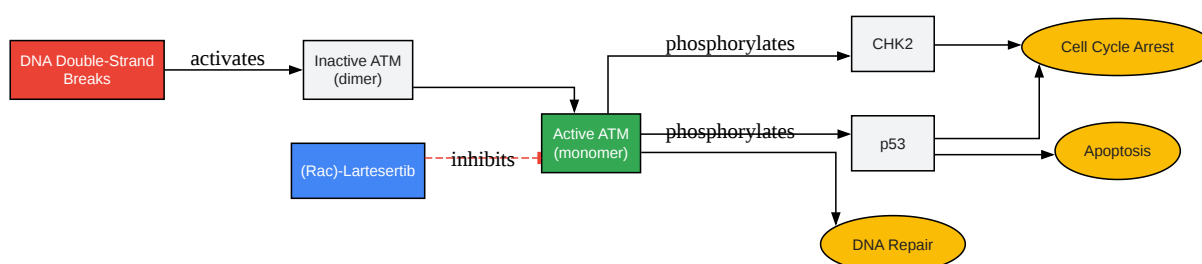 DNA Double-Strand
Breaks
activates
Inactive ATM
(dimer)
phosphorylates
CHK2
Cell Cycle Arrest
(Rac)-Lartesertib
inhibits
Active ATM
(monomer)
phosphorylates
p53
Apoptosis
DNA Repair